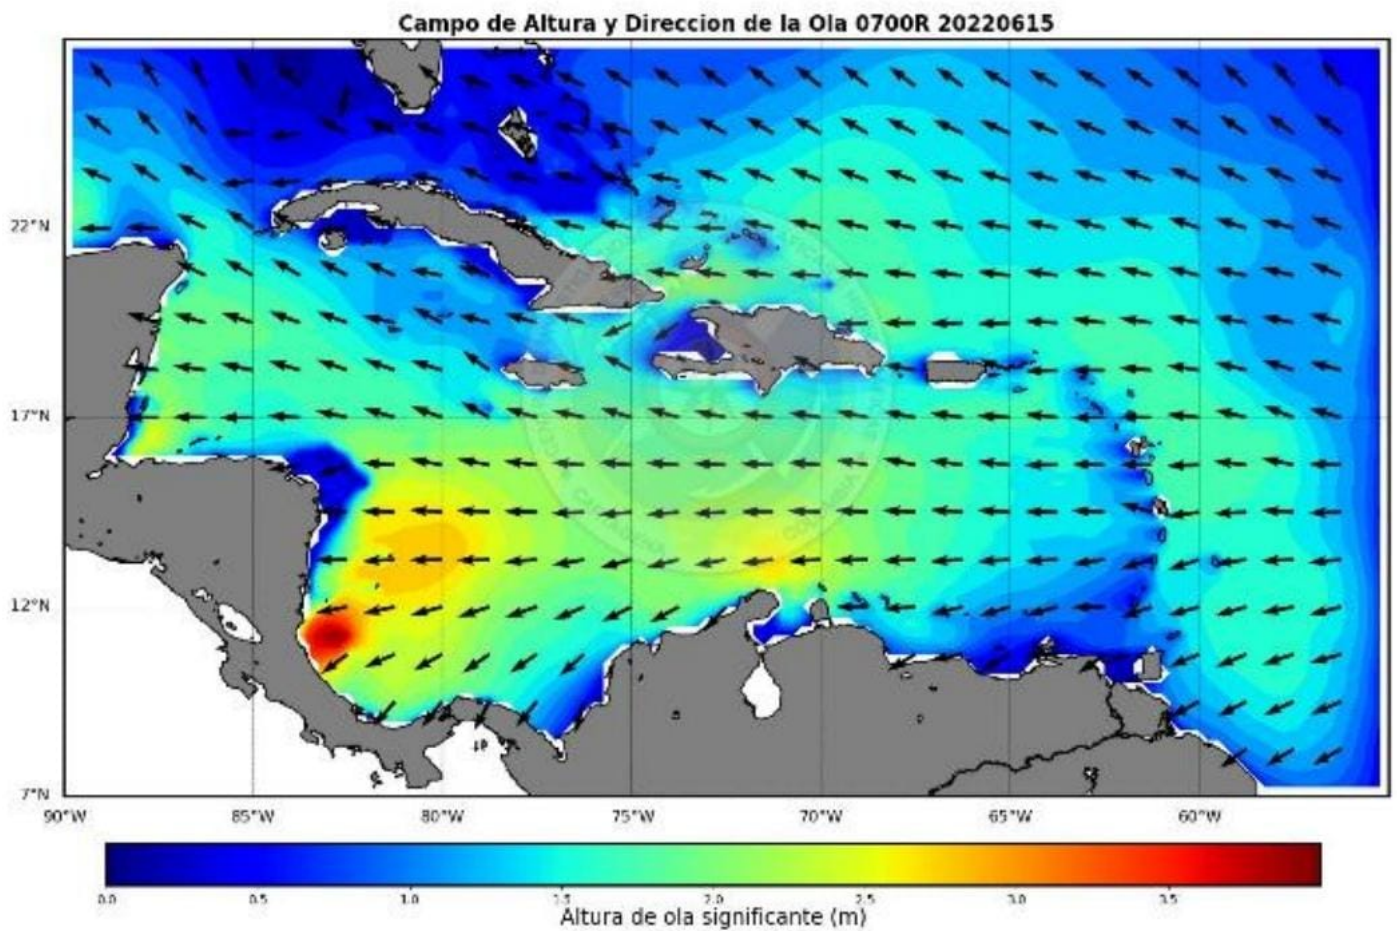 Campo de Altura y Direccion de la Ola 0700R 20220615
22°N
17°N
12°N
7°N
90°W 85°W 80°W 75°W 70°W 65°W 60°W
0.0 0.5 1.0 1.5 2.0 2.5 3.0 3.5
Altura de ola significante (m)